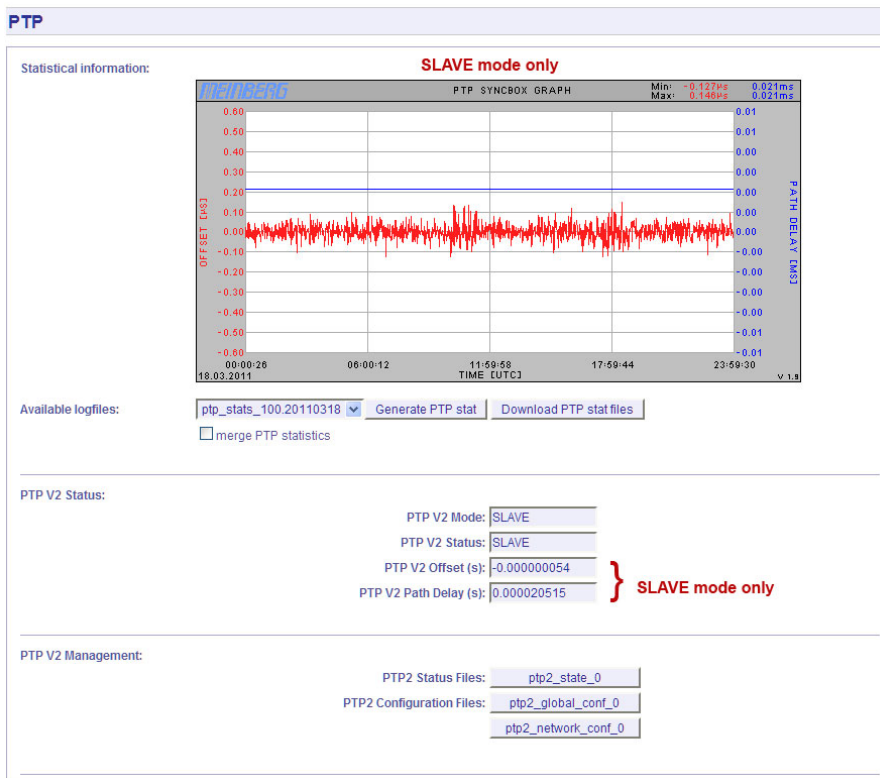 PTP
Statistical information:
SLAVE mode only
MEINBERG PTP SYNCBOX GRAPH Min: -0.127µs 0.021ms
Max: 0.146µs 0.021ms
0.60 0.01
0.50 0.00
0.40 0.00
0.30 0.00
0.20 0.00
0.10 0.00
0.00 0.00
-0.10 -0.00
-0.20 -0.00
-0.30 -0.00
-0.40 -0.00
-0.50 -0.01
-0.60 -0.01
OFFSET [µS]
PATH DELAY [MS]
00:00:26 06:00:12 11:59:58 17:59:44 23:59:30
18.03.2011 TIME [UTC] V 1.8
Available logfiles: ptp_stats_100.20110318 Generate PTP stat Download PTP stat files
merge PTP statistics
PTP V2 Status:
PTP V2 Mode: SLAVE
PTP V2 Status: SLAVE
PTP V2 Offset (s): -0.000000054
PTP V2 Path Delay (s): 0.000020515
} SLAVE mode only
PTP V2 Management:
PTP2 Status Files: ptp2_state_0
PTP2 Configuration Files: ptp2_global_conf_0
ptp2_network_conf_0